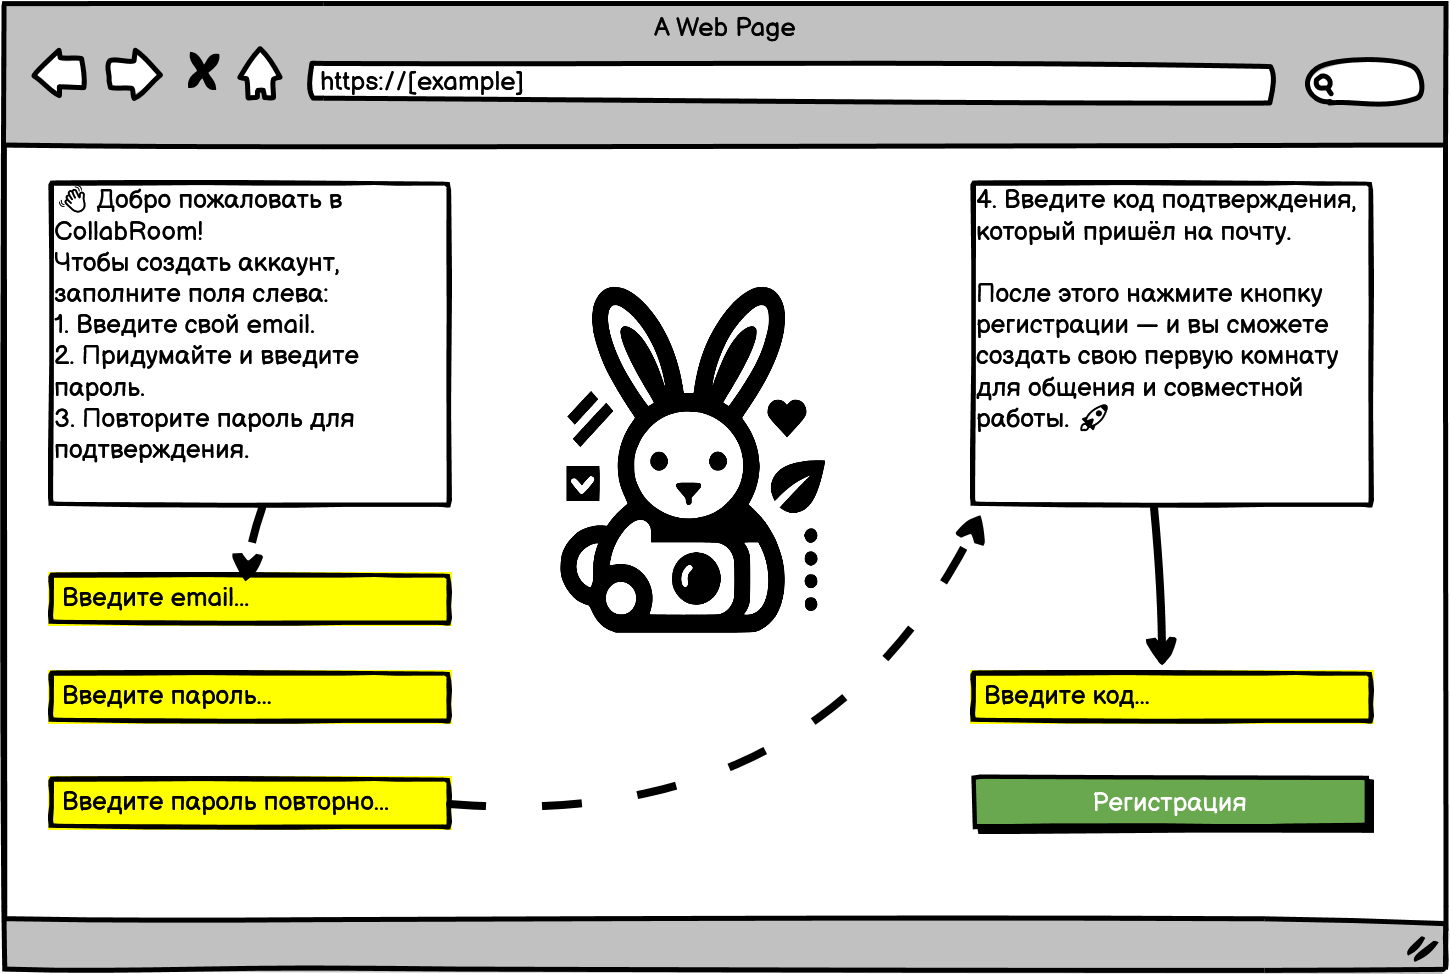 A Web Page
https://[example]
👋 Добро пожаловать в
CollabRoom!
Чтобы создать аккаунт,
заполните поля слева:
1. Введите свой email.
2. Придумайте и введите
пароль.
3. Повторите пароль для
подтверждения.
Введите email...
Введите пароль...
Введите пароль повторно...
4. Введите код подтверждения,
который пришёл на почту.
После этого нажмите кнопку
регистрации — и вы сможете
создать свою первую комнату
для общения и совместной
работы. 🚀
Введите код...
Регистрация